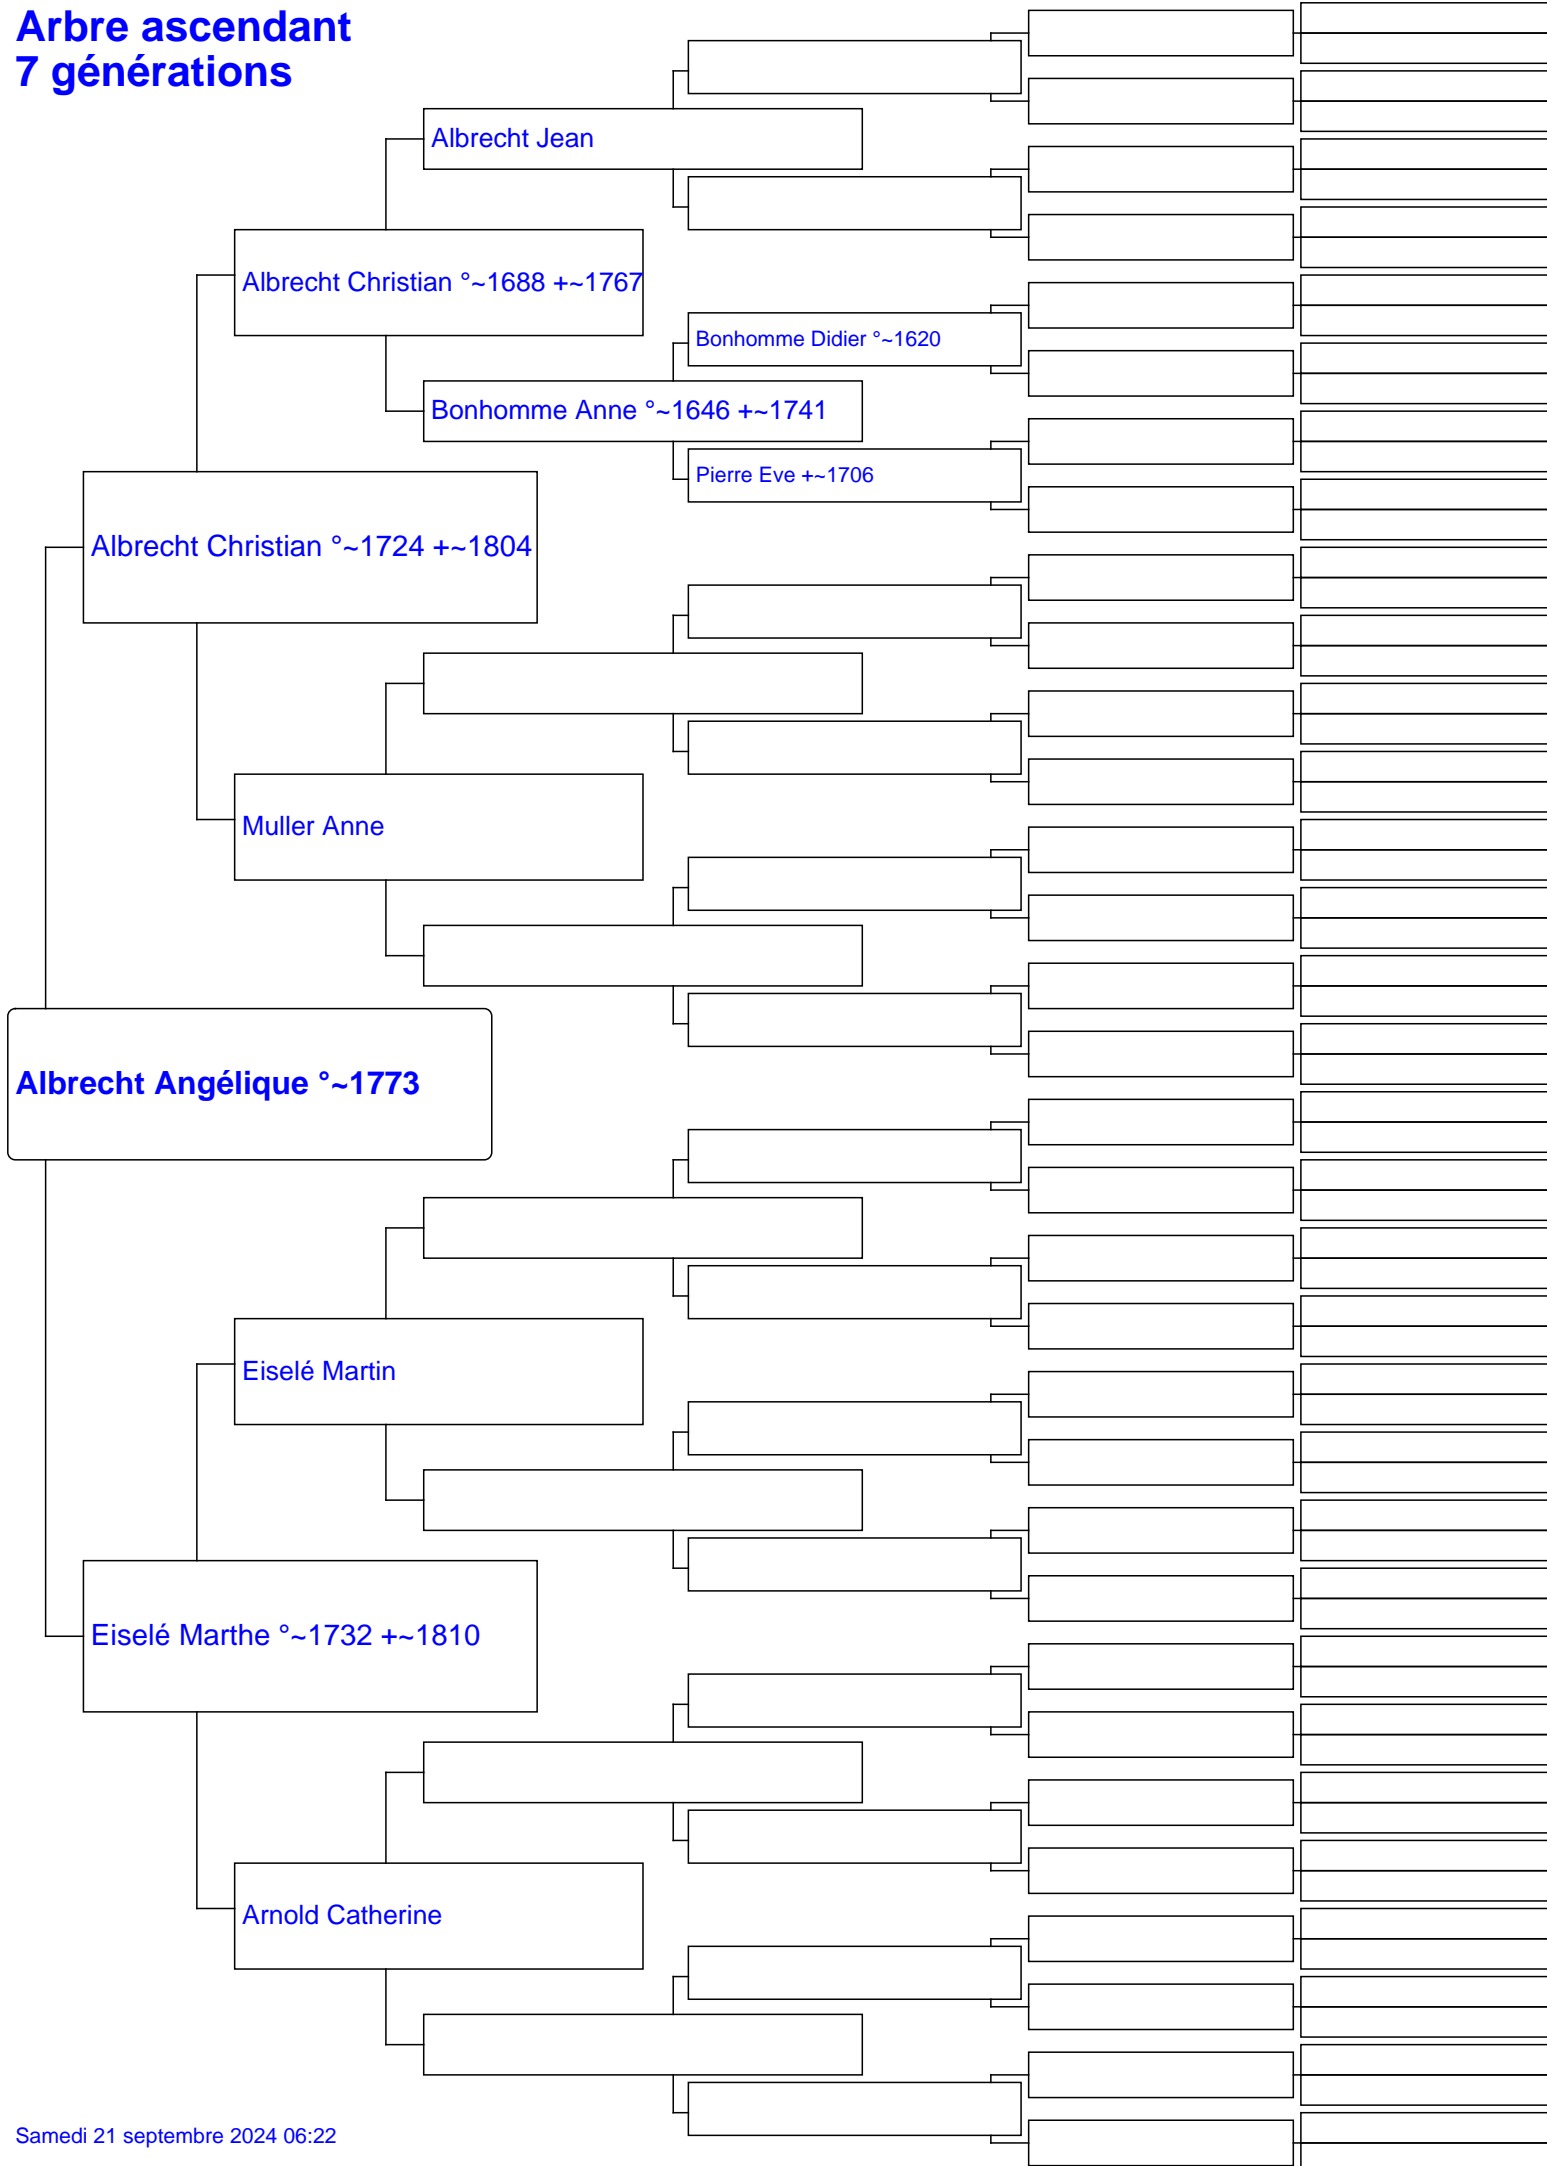 Arbre ascendant
7 générations
Albrecht Jean
Albrecht Christian °~1688 +~1767
Bonhomme Didier °~1620
Bonhomme Anne °~1646 +~1741
Pierre Eve +~1706
Albrecht Christian °~1724 +~1804
Muller Anne
Albrecht Angélique °~1773
Eiselé Martin
Eiselé Marthe °~1732 +~1810
Arnold Catherine
Samedi 21 septembre 2024 06:22